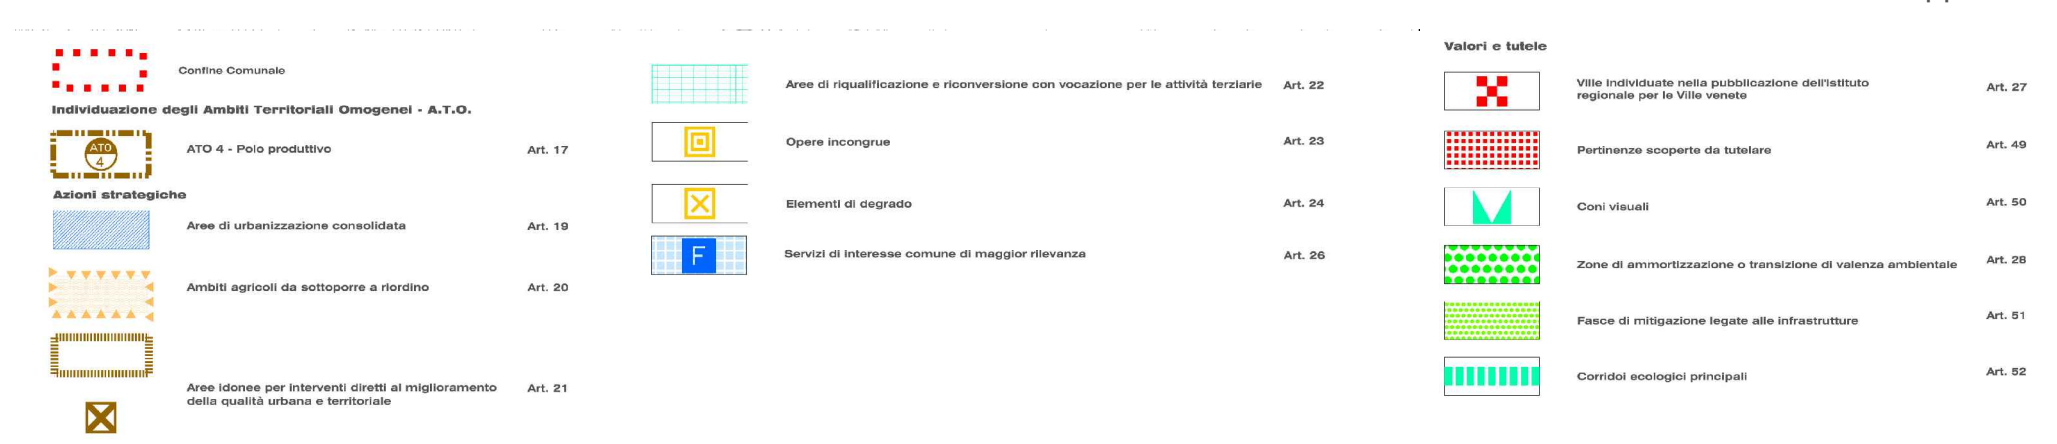 Confine Comunale
Individuazione degli Ambiti Territoriali Omogenei - A.T.O.
ATO
4
ATO 4 - Polo produttivo Art. 17
Azioni strategiche
Aree di urbanizzazione consolidata Art. 19
Ambiti agricoli da sottoporre a riordino Art. 20
Aree idonee per interventi diretti al miglioramento Art. 21
della qualità urbana e territoriale
Aree di riqualificazione e riconversione con vocazione per le attività terziarie Art. 22
Opere incongrue Art. 23
Elementi di degrado Art. 24
F
Servizi di interesse comune di maggior rilevanza Art. 26
Valori e tutele
Ville individuate nella pubblicazione dell'istituto Art. 27
regionale per le Ville venete
Pertinenze scoperte da tutelare Art. 49
Coni visuali Art. 50
Zone di ammortizzazione o transizione di valenza ambientale Art. 28
Fasce di mitigazione legate alle infrastrutture Art. 51
Corridoi ecologici principali Art. 52